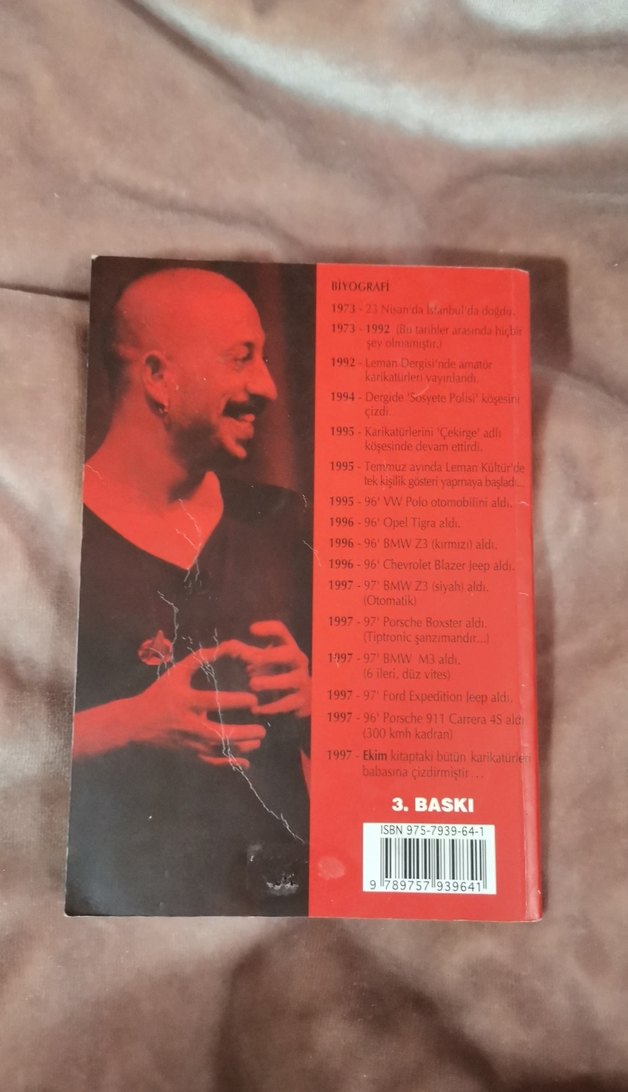 BİYOGRAFİ
1973 - 23 Nisan'da İstanbul'da doğdu.
1973 - 1992 (Bu tarihler arasında hiçbir
şey olmamıştır.)
1992 - Leman Dergisi'nde amatör
karikatürleri yayınlandı.
1994 - Dergide 'Sosyete Polisi' köşesini
çizdi.
1995 - Karikatürlerini 'Çekirge' adlı
köşesinde devam ettirdi.
1995 - Temmuz ayında Leman Kültür'de
tek kişilik gösteri yapmaya başladı...
1995 - 96' VW Polo otomobilini aldı.
1996 - 96' Opel Tigra aldı.
1996 - 96' BMW Z3 (kırmızı) aldı.
1996 - 96' Chevrolet Blazer Jeep aldı.
1997 - 97' BMW Z3 (siyah) aldı.
(Otomatik)
1997 - 97' Porsche Boxster aldı.
(Tiptronic şanzımandır...)
1997 - 97' BMW M3 aldı.
(6 ileri, düz vites)
1997 - 97' Ford Expedition Jeep aldı.
1997 - 96' Porsche 911 Carrera 4S aldı
(300 kmh kadran)
1997 - Ekim kitaptaki bütün karikatürleri
babasına çizdirmiştir...
3. BASKI
ISBN 975-7939-64-1
9 789757 939641